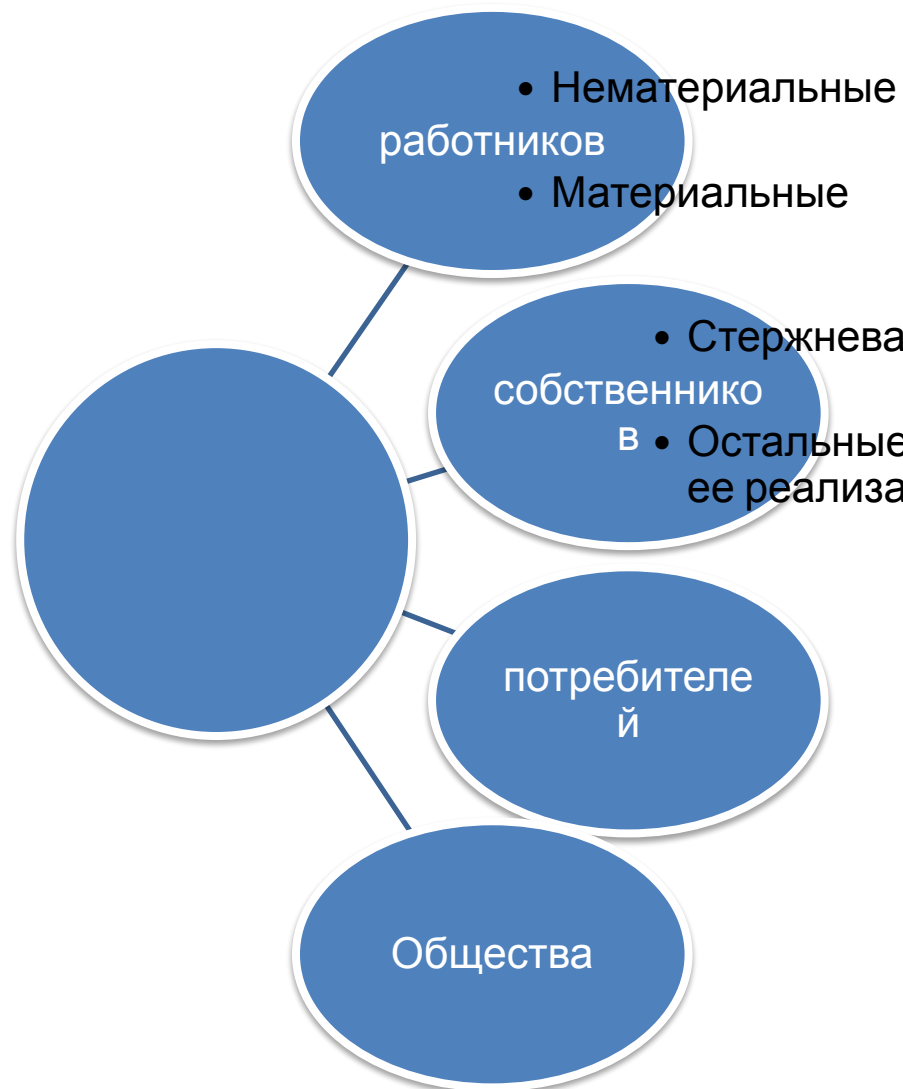 • Нематериальные
работников
• Материальные
• Стержнева
собственнико
в
• Остальные
ее реализа
потребителе
й
Общества